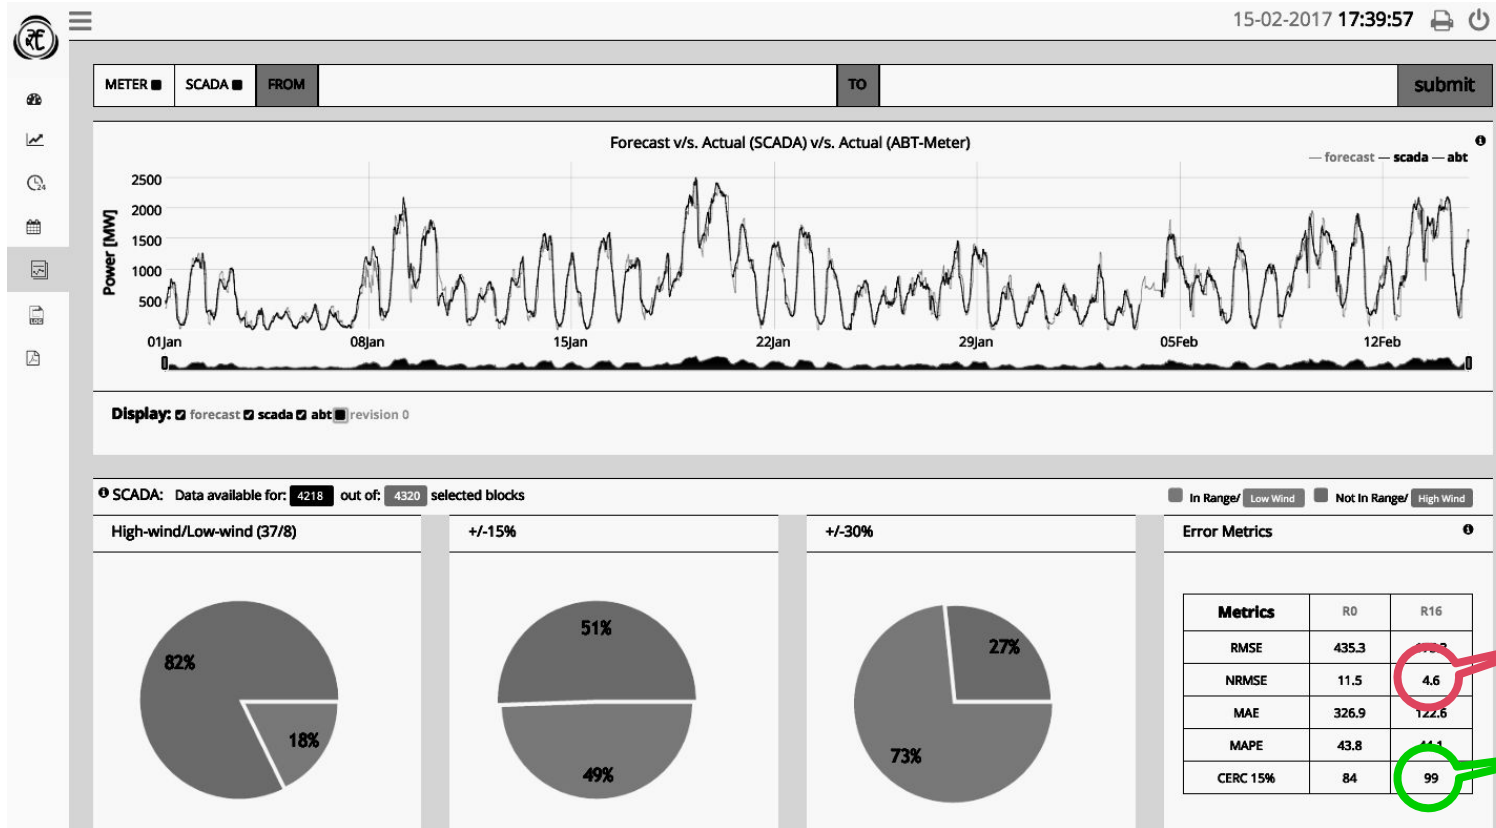 15-02-2017 17:39:57
METER SCADA FROM TO submit
Forecast v/s. Actual (SCADA) v/s. Actual (ABT-Meter)
forecast scada abt
Power [MW]
2500
2000
1500
1000
500
01Jan 08Jan 15Jan 22Jan 29Jan 05Feb 12Feb
Display: forecast scada abt revision 0
SCADA: Data available for: 4218 out of: 4320 selected blocks
In Range/ Low Wind Not In Range/ High Wind
High-wind/Low-wind (37/8)
82%
18%
+/-15%
51%
49%
+/-30%
27%
73%
Error Metrics
Metrics R0 R16
RMSE 435.3
NRMSE 11.5 4.6
MAE 326.9 122.6
MAPE 43.8
CERC 15% 84 99